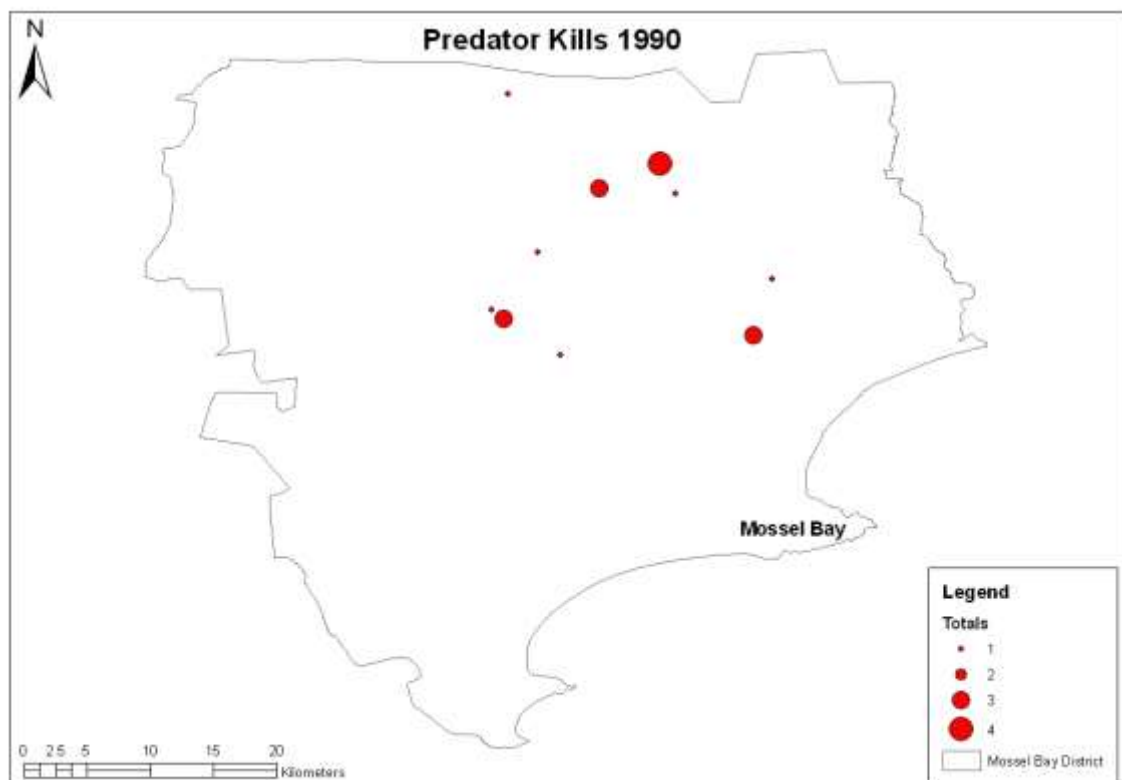 N
Predator Kills 1990
Mossel Bay
Legend
Totals
1
2
3
4
Mossel Bay District
0 2.5 5 10 15 20
Kilometers